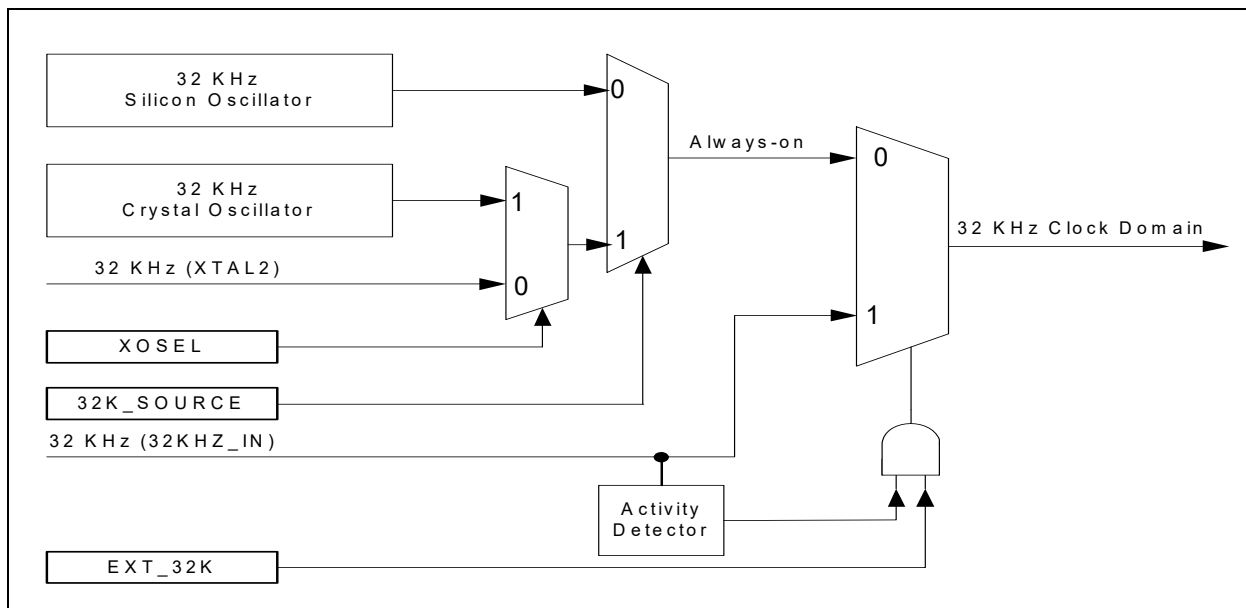 32 KHz
Silicon Oscillator
0
Always-on
0
32 KHz
Crystal Oscillator
1
1
32 KHz Clock Domain
32 KHz (XTAL2)
0
1
XOSEL
32K_SOURCE
32 KHz (32KHZ_IN)
Activity
Detector
EXT_32K